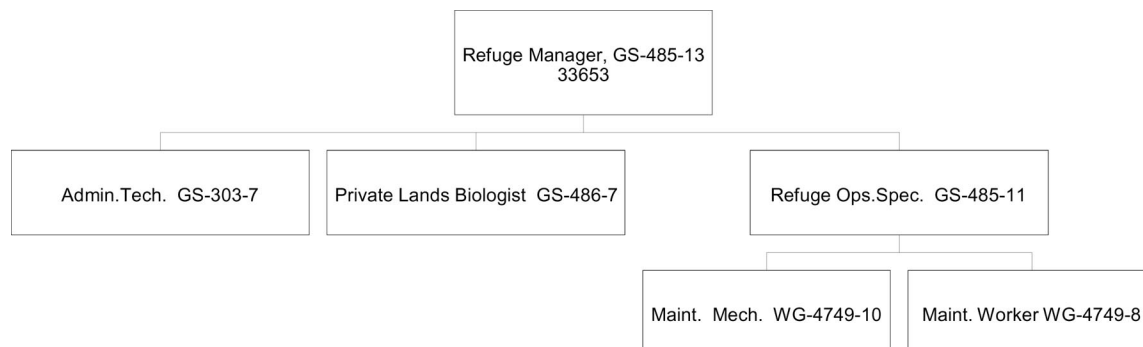 Refuge Manager, GS-485-13
33653
Admin.Tech. GS-303-7
Private Lands Biologist GS-486-7
Refuge Ops.Spec. GS-485-11
Maint. Mech. WG-4749-10
Maint. Worker WG-4749-8